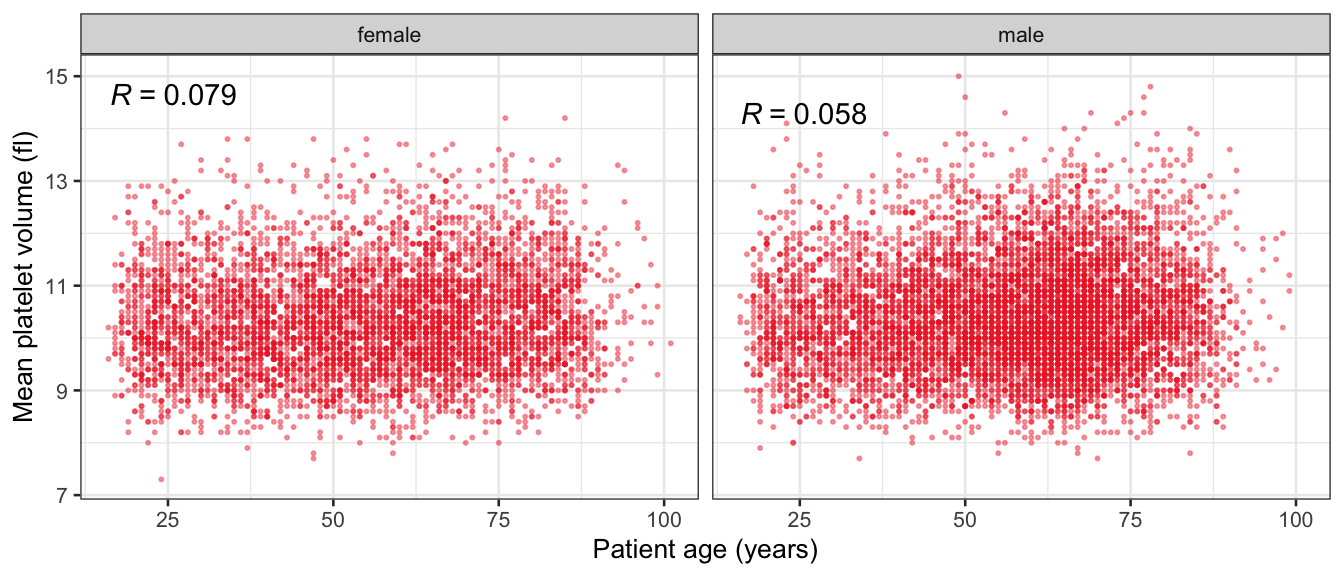 female
male
R = 0.079
R = 0.058
Mean platelet volume (fl)
15
13
11
9
7
25
50
75
100
25
50
75
100
Patient age (years)